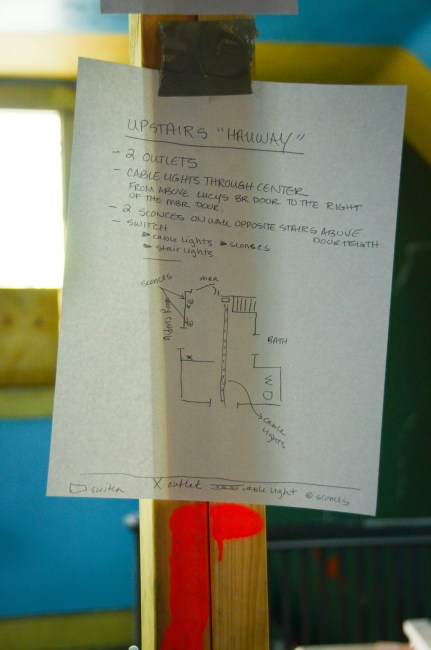 UPSTAIRS "HALLWAY"
- 2 OUTLETS
- CABLE LIGHTS THROUGH CENTER
FROM ABOVE LUCYS BR DOOR TO THE RIGHT
OF THE MBR DOOR.
- 2 SCONCES ON WALL OPPOSITE STAIRS ABOVE
DOOR HEIGTH
- SWITCH
cable lights sconces
stair lights
sconces
MBR
BATH
X
W
D
cable
lights
switch X outlet cable light sconces